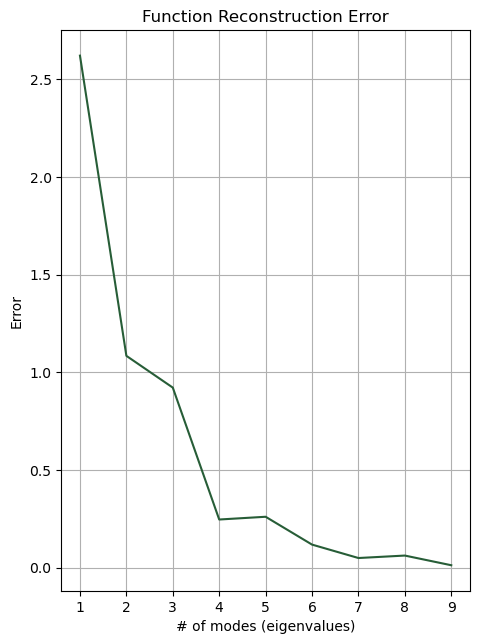 Function Reconstruction Error
2.5
2.0
1.5
1.0
0.5
0.0
Error
1 2 3 4 5 6 7 8 9
# of modes (eigenvalues)